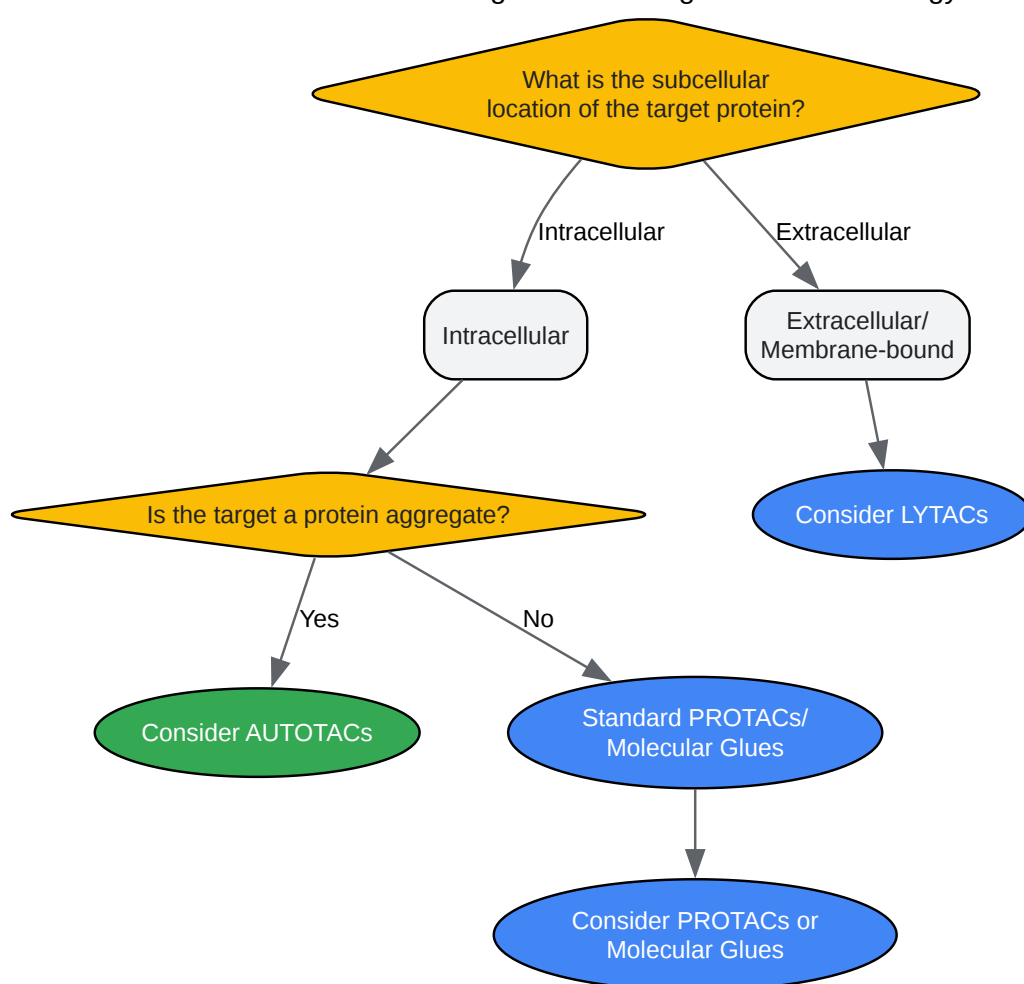 What is the subcellular
location of the target protein?
Intracellular
Extracellular
Intracellular
Extracellular/
Membrane-bound
Is the target a protein aggregate?
Consider LYTACs
Yes
No
Consider AUTOTACs
Standard PROTACs/
Molecular Glues
Consider PROTACs or
Molecular Glues